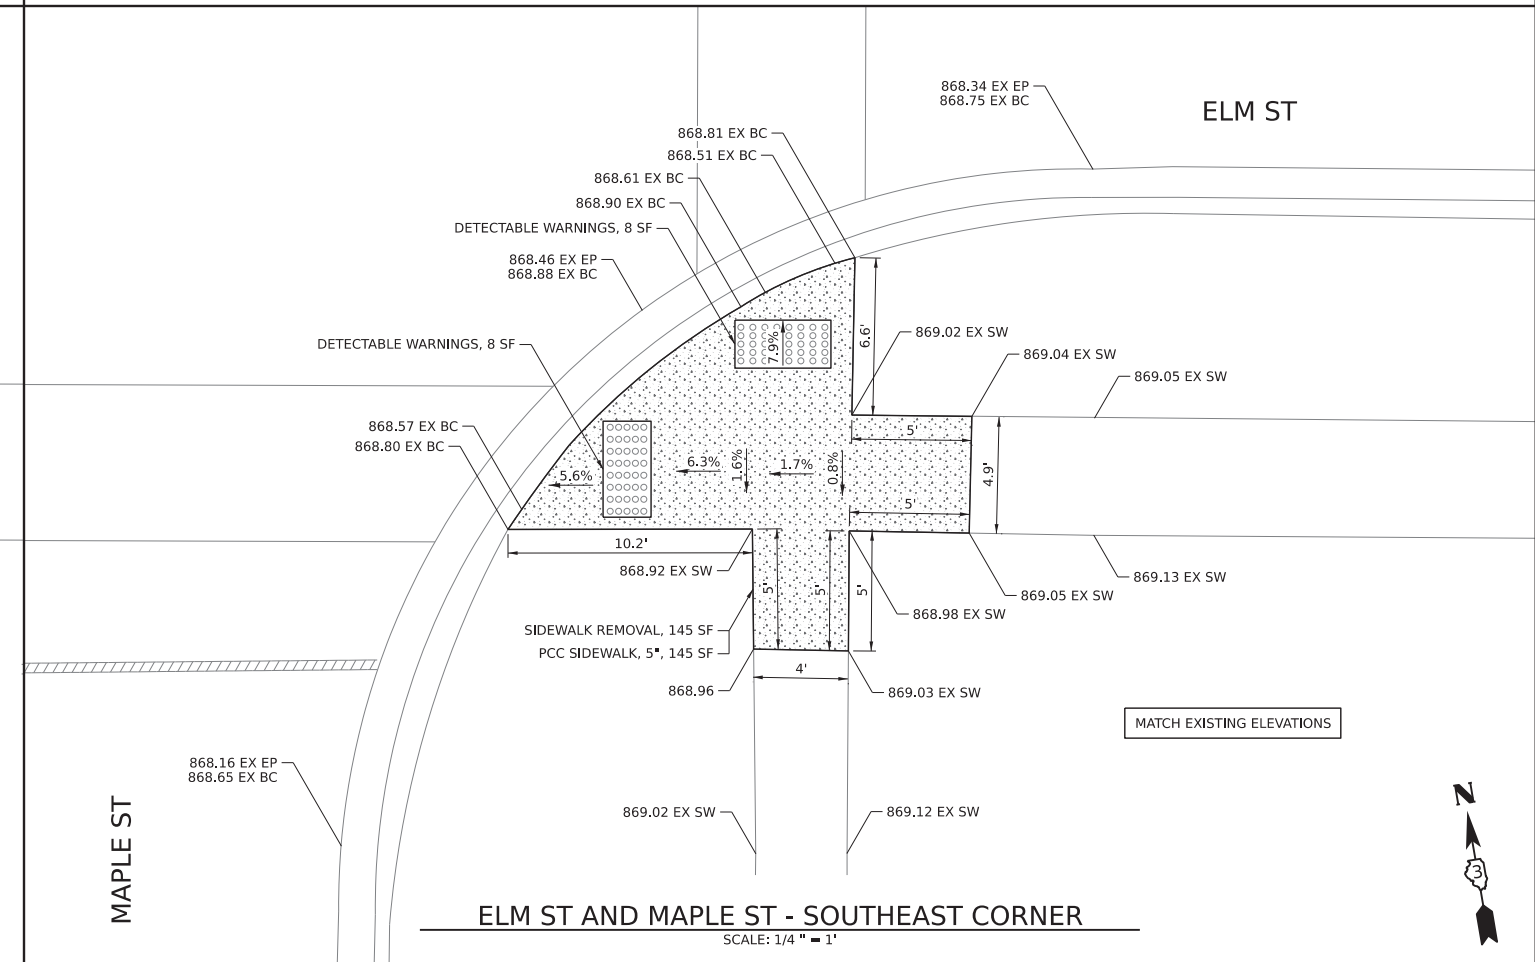 868.34 EX EP
868.75 EX BC
ELM ST
868.81 EX BC
868.51 EX BC
868.61 EX BC
868.90 EX BC
DETECTABLE WARNINGS, 8 SF
868.46 EX EP
868.88 EX BC
DETECTABLE WARNINGS, 8 SF
7.9%
6.6'
869.02 EX SW
869.04 EX SW
869.05 EX SW
868.57 EX BC
868.80 EX BC
5'
5.6%
6.3%
1.6%
1.7%
0.8%
4.9'
5'
10.2'
868.92 EX SW
869.13 EX SW
5'
5'
5'
869.05 EX SW
868.98 EX SW
SIDEWALK REMOVAL, 145 SF
PCC SIDEWALK, 5", 145 SF
4'
868.96
869.03 EX SW
MATCH EXISTING ELEVATIONS
868.16 EX EP
868.65 EX BC
MAPLE ST
869.02 EX SW
869.12 EX SW
N
3
ELM ST AND MAPLE ST - SOUTHEAST CORNER
SCALE: 1/4 " = 1'